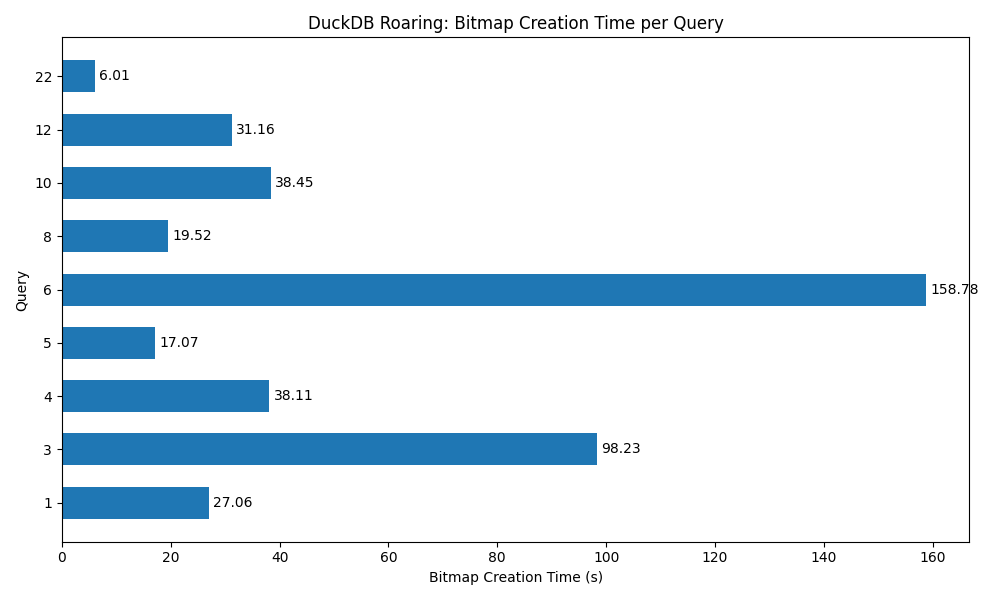 DuckDB Roaring: Bitmap Creation Time per Query
Query
22 6.01
12 31.16
10 38.45
8 19.52
6 158.78
5 17.07
4 38.11
3 98.23
1 27.06
0 20 40 60 80 100 120 140 160
Bitmap Creation Time (s)